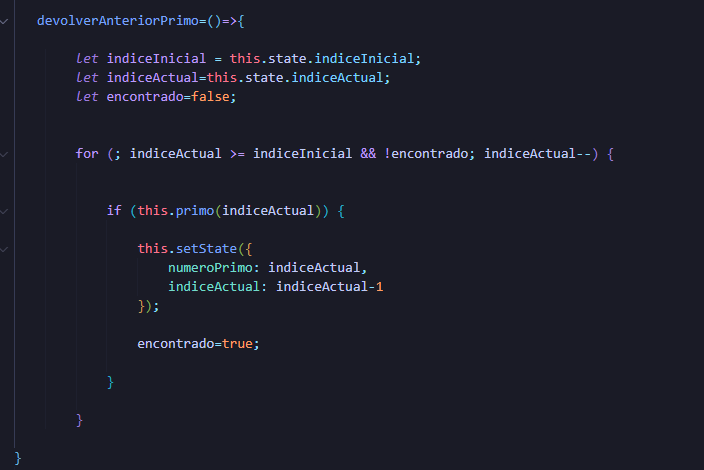 devolverAnteriorPrimo=()=>{
let indiceInicial = this.state.indiceInicial;
let indiceActual=this.state.indiceActual;
let encontrado=false;
for (; indiceActual >= indiceInicial && !encontrado; indiceActual--) {
if (this.primo(indiceActual)) {
this.setState({
numeroPrimo: indiceActual,
indiceActual: indiceActual-1
});
encontrado=true;
}
}
}